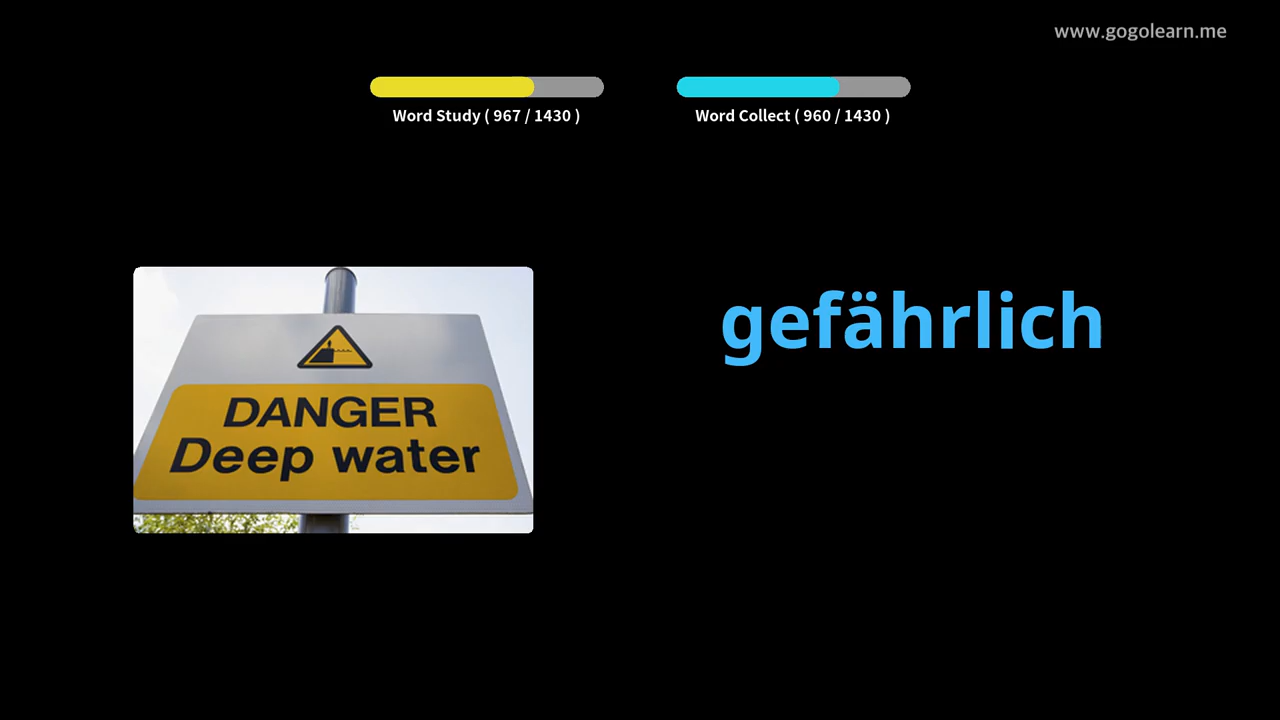 www.gogolearn.me
Word Study ( 967 / 1430 )
Word Collect ( 960 / 1430 )
DANGER
Deep water
gefährlich